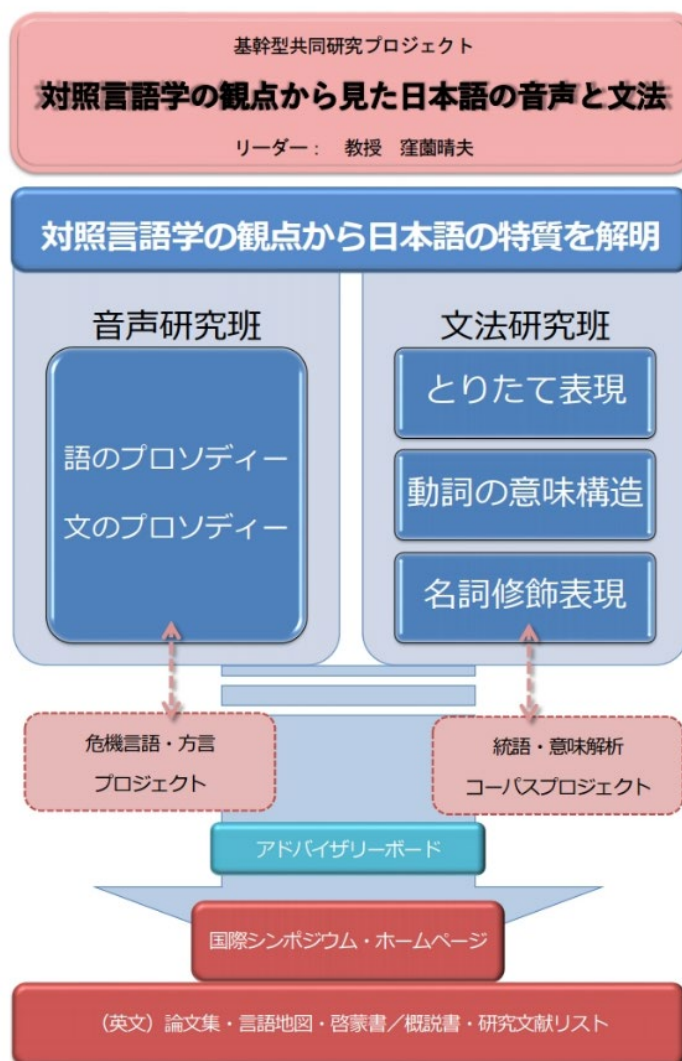 基幹型共同研究プロジェクト
対照言語学の観点から見た日本語の音声と文法
リーダー： 教授 窪薗晴夫
対照言語学の観点から日本語の特質を解明
音声研究班
語のプロソディー
文のプロソディー
文法研究班
とりたて表現
動詞の意味構造
名詞修飾表現
危機言語・方言
プロジェクト
統語・意味解析
コーパスプロジェクト
アドバイザリーボード
国際シンポジウム・ホームページ
（英文）論文集・言語地図・啓蒙書／概説書・研究文献リスト